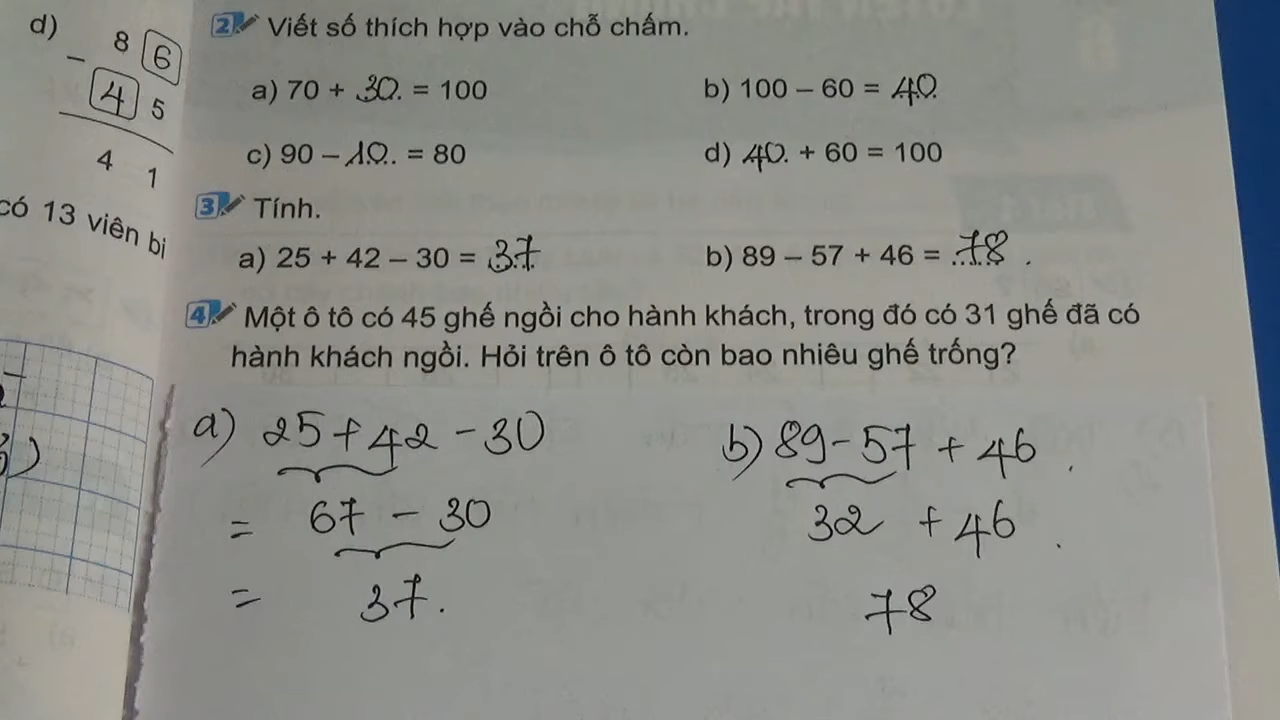 d)
8 6
- 4 5
4 1
có 13 viên bi
2 Viết số thích hợp vào chỗ chấm.
a) 70 + 30. = 100
b) 100 – 60 = 40
c) 90 – 10.. = 80
d) 40. + 60 = 100
3 Tính.
a) 25 + 42 – 30 = 37
b) 89 – 57 + 46 = 78 .
4 Một ô tô có 45 ghế ngồi cho hành khách, trong đó có 31 ghế đã có
hành khách ngồi. Hỏi trên ô tô còn bao nhiêu ghế trống?
a) 25 + 42 - 30
= 67 - 30
= 37.
b) 89 - 57 + 46
32 + 46
78